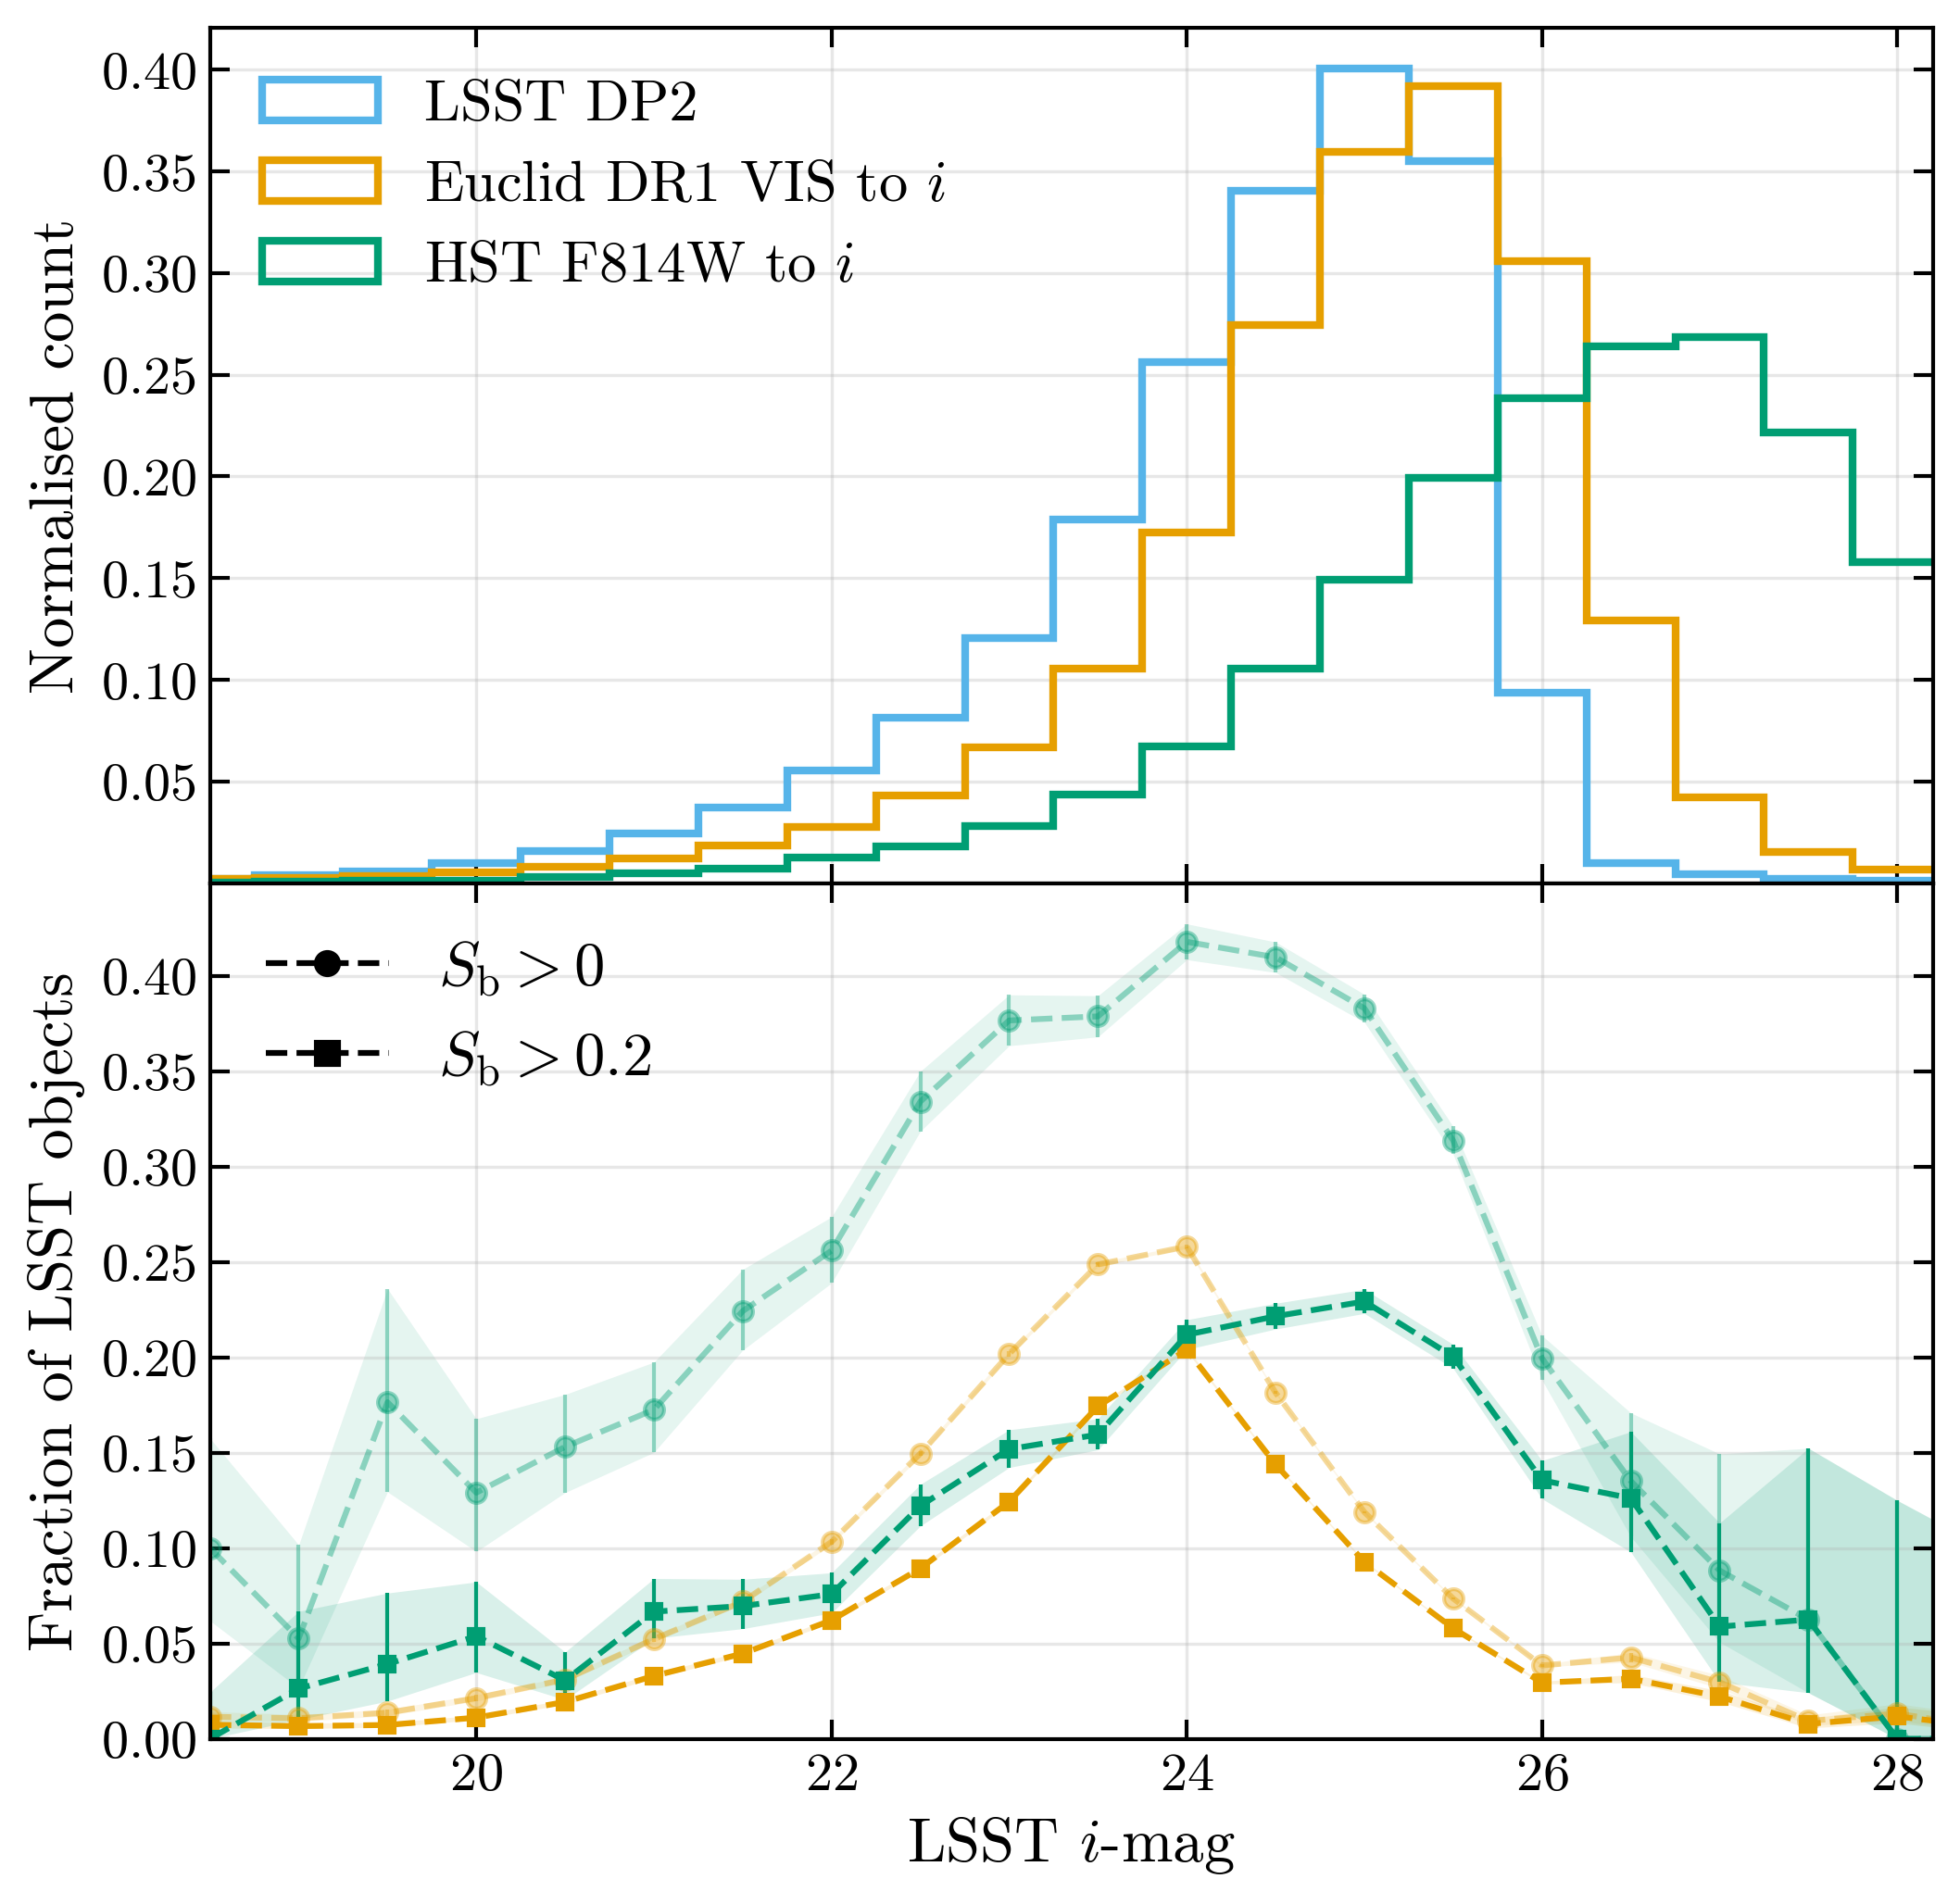 0.40
0.35
0.30
0.25
0.20
0.15
0.10
0.05
Normalised count
LSST DP2
Euclid DR1 VIS to i
HST F814W to i
0.40
0.35
0.30
0.25
0.20
0.15
0.10
0.05
0.00
Fraction of LSST objects
S_b > 0
S_b > 0.2
20 22 24 26 28
LSST i-mag